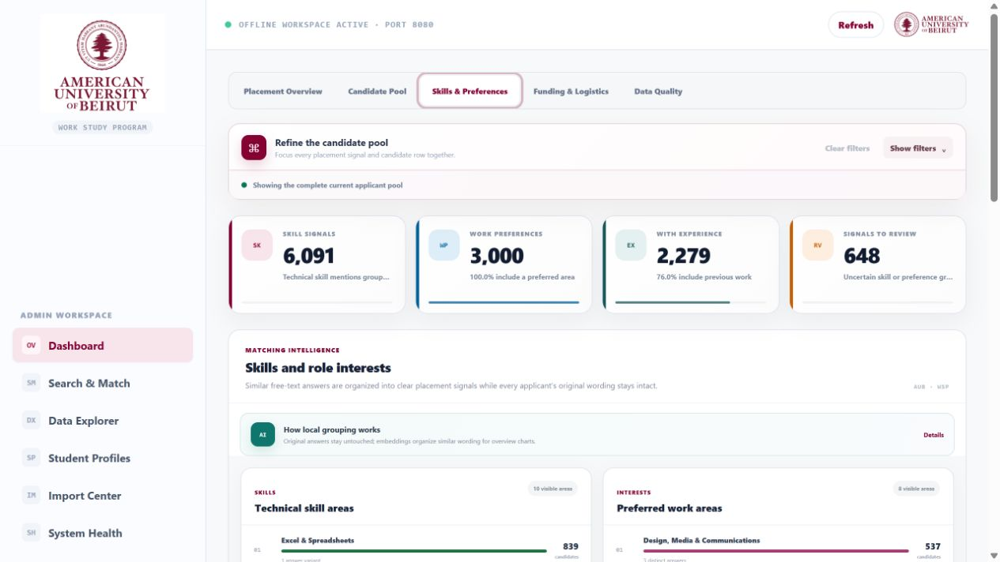 AMERICAN
UNIVERSITY
OF BEIRUT
WORK STUDY PROGRAM
ADMIN WORKSPACE
OV Dashboard
SM Search & Match
DX Data Explorer
SP Student Profiles
IM Import Center
SH System Health
OFFLINE WORKSPACE ACTIVE · PORT 8080
Refresh
AMERICAN
UNIVERSITY
OF BEIRUT
Placement Overview Candidate Pool Skills & Preferences Funding & Logistics Data Quality
⌘
Refine the candidate pool
Focus every placement signal and candidate row together.
Clear filters
Show filters
Showing the complete current applicant pool
SK
SKILL SIGNALS
6,091
Technical skill mentions group...
WP
WORK PREFERENCES
3,000
100.0% include a preferred area
EX
WITH EXPERIENCE
2,279
76.0% include previous work
RV
SIGNALS TO REVIEW
648
Uncertain skill or preference gr...
MATCHING INTELLIGENCE
Skills and role interests
Similar free-text answers are organized into clear placement signals while every applicant's original wording stays intact.
AUB · WSP
AI
How local grouping works
Original answers stay untouched; embeddings organize similar wording for overview charts.
Details
SKILLS
Technical skill areas
10 visible areas
01
Excel & Spreadsheets
839
candidates
1 answer variant
INTERESTS
Preferred work areas
8 visible areas
01
Design, Media & Communications
537
candidates
3 distinct answers